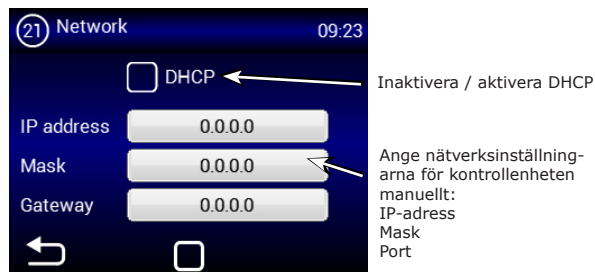 21 Network 09:23
DHCP
Inaktivera / aktivera DHCP
IP address 0.0.0.0
Mask 0.0.0.0
Gateway 0.0.0.0
Ange nätverksinställning-
arna för kontrollenheten
manuellt:
IP-adress
Mask
Port